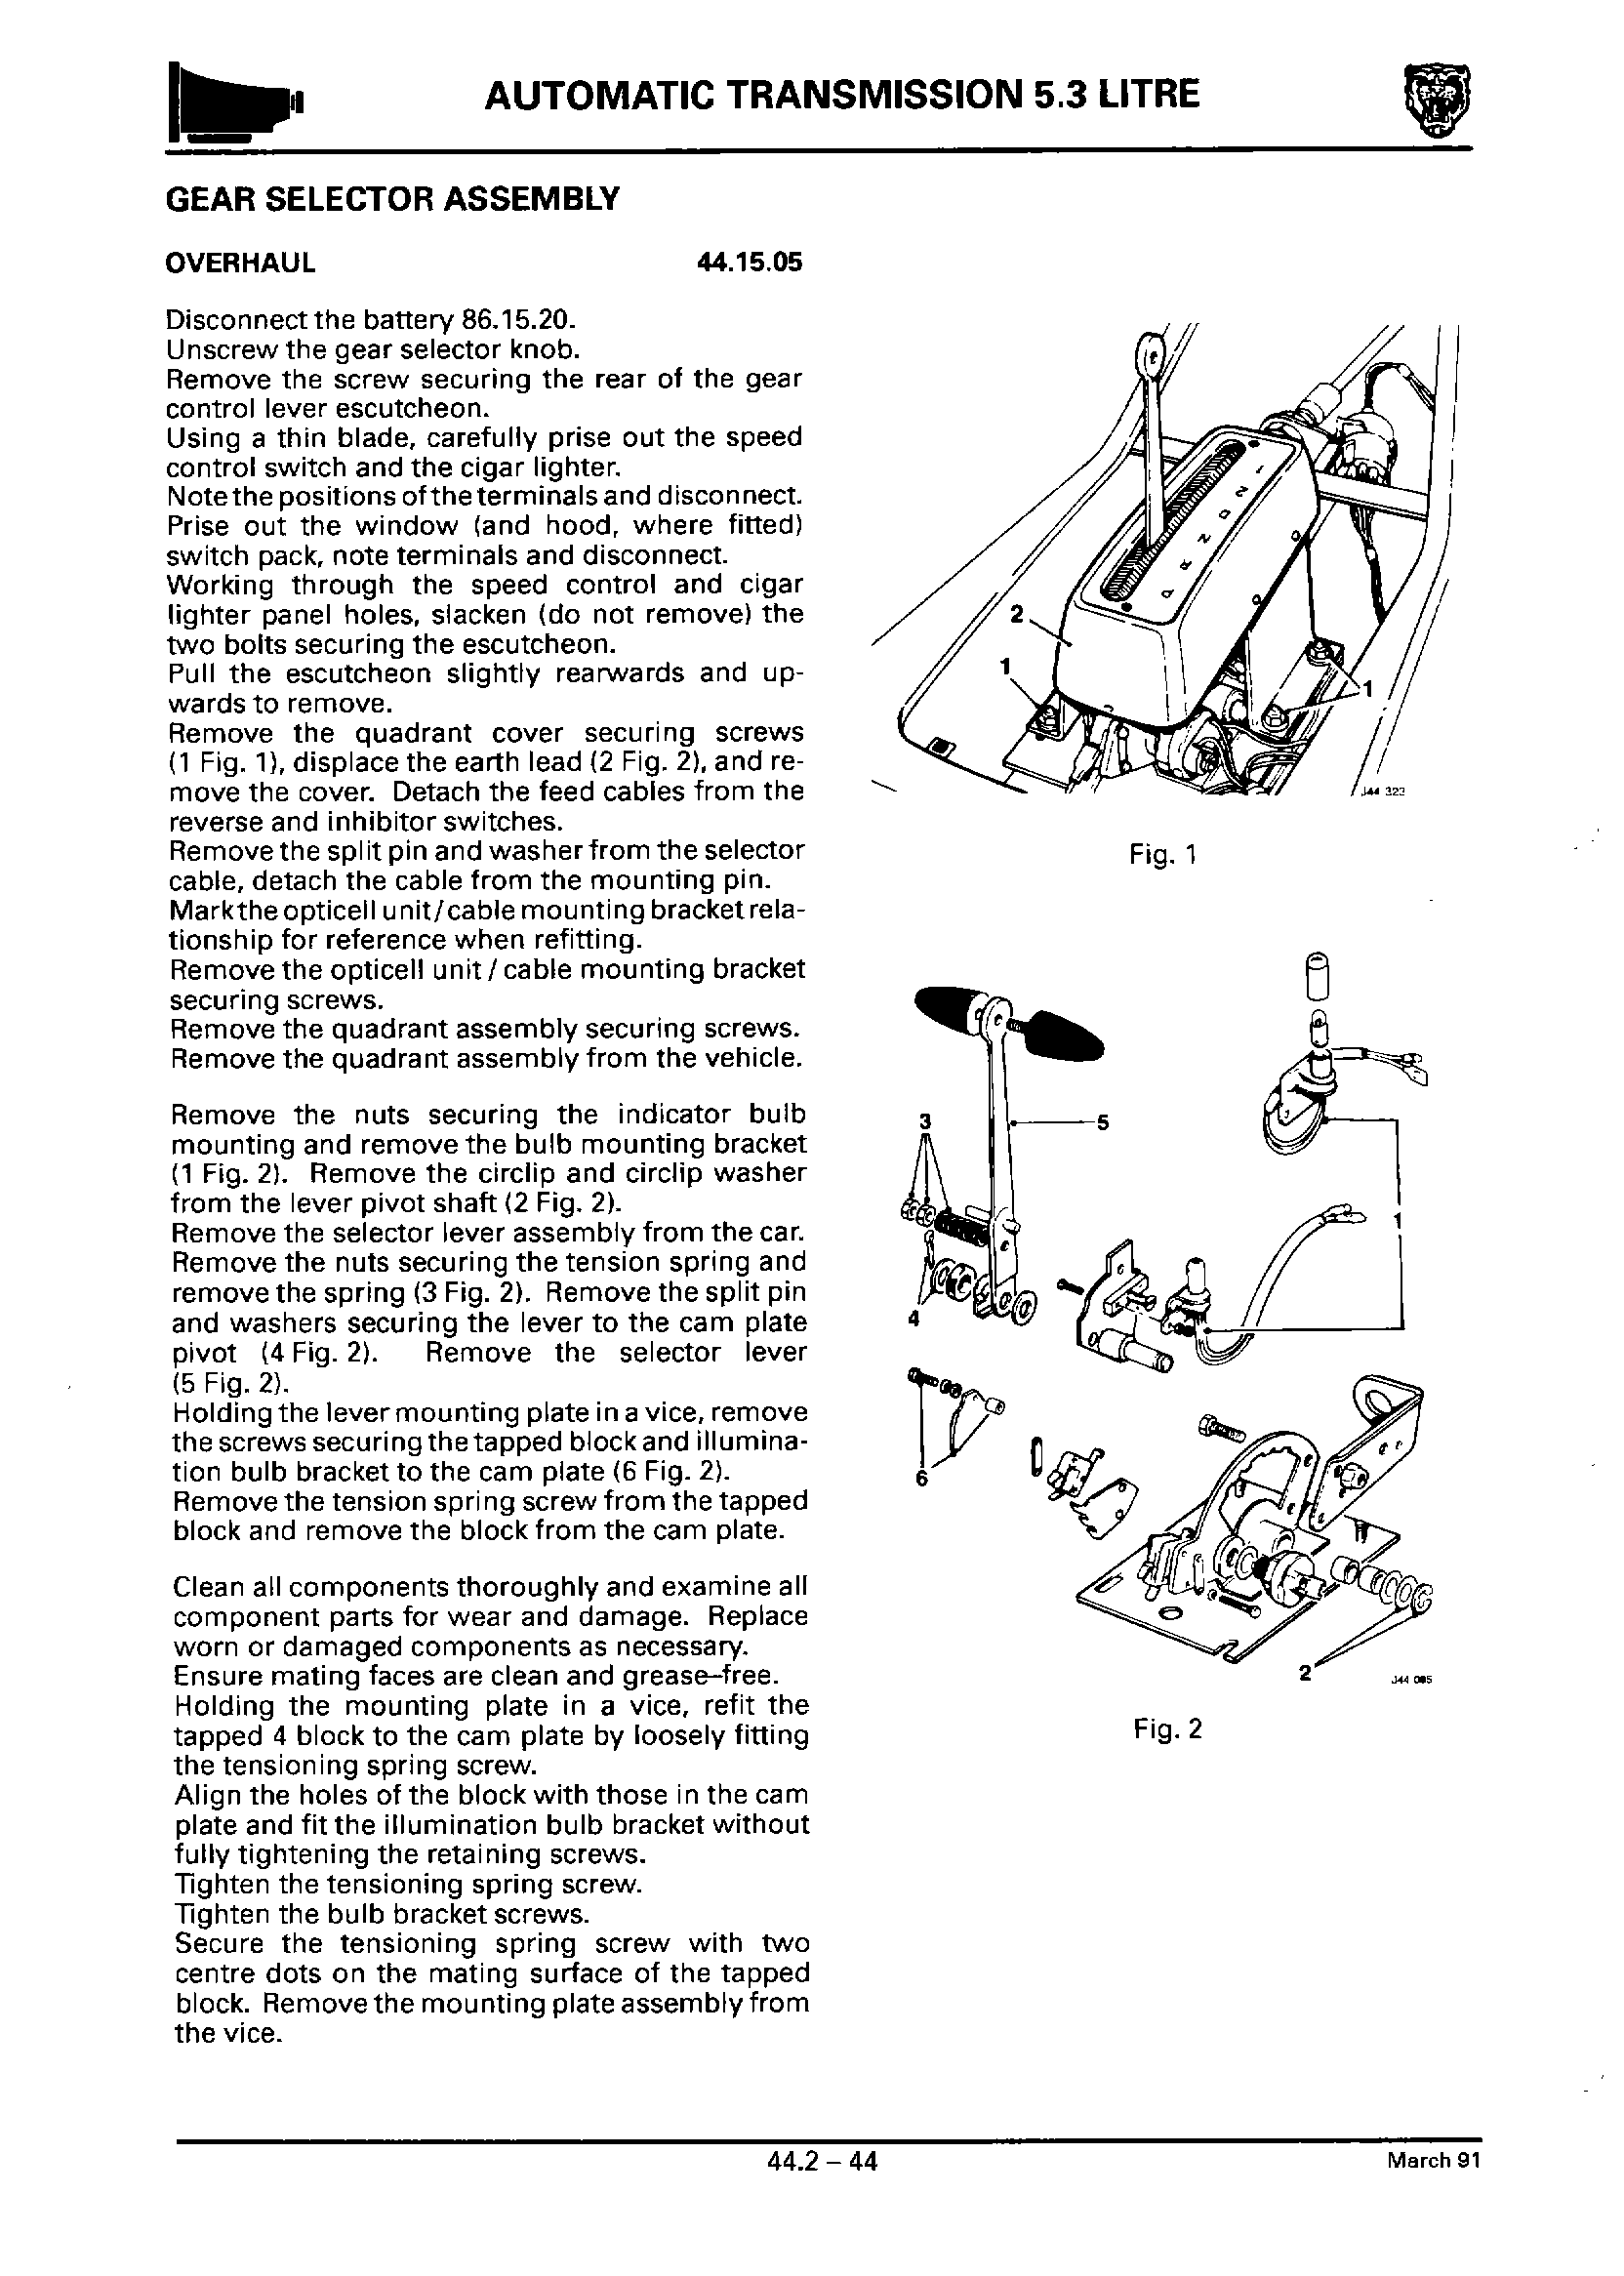 AUTOMATIC TRANSMISSION 5.3 LITRE
GEAR SELECTOR ASSEMBLY
OVERHAUL 44.15.05
Disconnect the battery 86.15.20.
Unscrew the gear selector knob.
Remove the screw securing the rear of the gear
control lever escutcheon.
Using a thin blade, carefully prise out the speed
control switch and the cigar lighter.
Note the positions of the terminals and disconnect.
Prise out the window (and hood, where fitted)
switch pack, note terminals and disconnect.
Working through the speed control and cigar
lighter panel holes, slacken (do not remove) the
two bolts securing the escutcheon.
Pull the escutcheon slightly rearwards and up-
wards to remove.
Remove the quadrant cover securing screws
(1 Fig. 1), displace the earth lead (2 Fig. 2), and re-
move the cover. Detach the feed cables from the
reverse and inhibitor switches.
Remove the split pin and washer from the selector
cable, detach the cable from the mounting pin.
Mark the opticell unit/cable mounting bracket rela-
tionship for reference when refitting.
Remove the opticell unit / cable mounting bracket
securing screws.
Remove the quadrant assembly securing screws.
Remove the quadrant assembly from the vehicle.
Remove the nuts securing the indicator bulb
mounting and remove the bulb mounting bracket
(1 Fig. 2). Remove the circlip and circlip washer
from the lever pivot shaft (2 Fig. 2).
Remove the selector lever assembly from the car.
Remove the nuts securing the tension spring and
remove the spring (3 Fig. 2). Remove the split pin
and washers securing the lever to the cam plate
pivot (4 Fig. 2). Remove the selector lever
(5 Fig. 2).
Holding the lever mounting plate in a vice, remove
the screws securing the tapped block and illumina-
tion bulb bracket to the cam plate (6 Fig. 2).
Remove the tension spring screw from the tapped
block and remove the block from the cam plate.
Clean all components thoroughly and examine all
component parts for wear and damage. Replace
worn or damaged components as necessary.
Ensure mating faces are clean and grease-free.
Holding the mounting plate in a vice, refit the
tapped 4 block to the cam plate by loosely fitting
the tensioning spring screw.
Align the holes of the block with those in the cam
plate and fit the illumination bulb bracket without
fully tightening the retaining screws.
Tighten the tensioning spring screw.
Tighten the bulb bracket screws.
Secure the tensioning spring screw with two
centre dots on the mating surface of the tapped
block. Remove the mounting plate assembly from
the vice.
1
2
D
N
R
P
2
1
1
J44 323
Fig. 1
3
5
1
4
6
2
Fig. 2
44.2 – 44
March 91